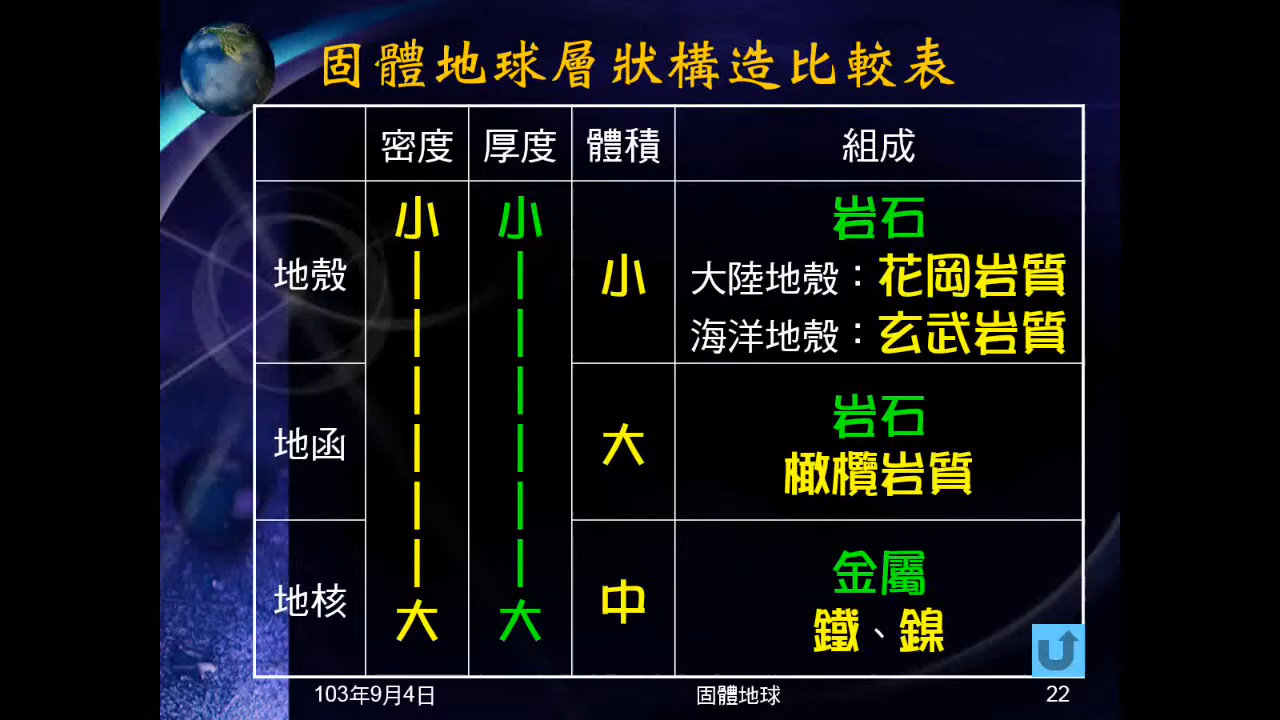 固體地球層狀構造比較表
密度 厚度 體積 組成
地殼 小 小 小 岩石
大陸地殼：花岡岩質
海洋地殼：玄武岩質
地函 大 岩石
橄欖岩質
地核 大 大 中 金屬
鐵、鎳
103年9月4日 固體地球 22